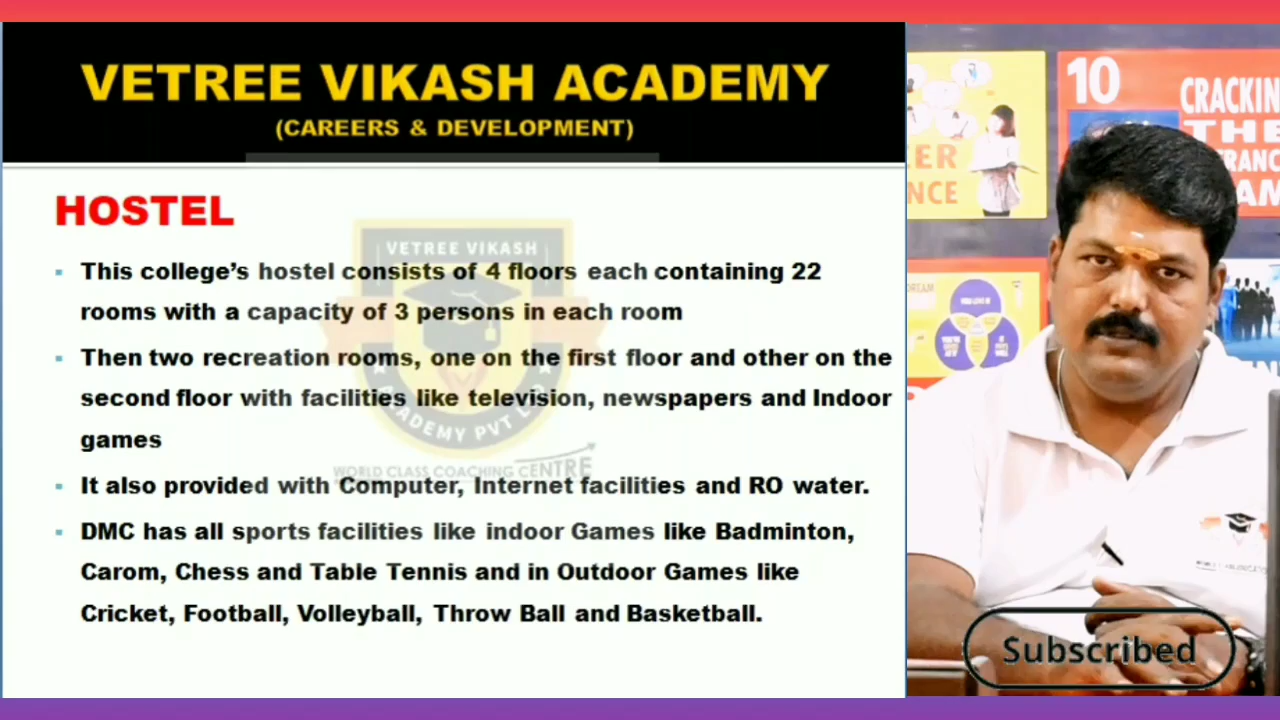 VETREE VIKASH ACADEMY
(CAREERS & DEVELOPMENT)
HOSTEL
This college’s hostel consists of 4 floors each containing 22
rooms with a capacity of 3 persons in each room
Then two recreation rooms, one on the first floor and other on the
second floor with facilities like television, newspapers and Indoor
games
It also provided with Computer, Internet facilities and RO water.
DMC has all sports facilities like indoor Games like Badminton,
Carom, Chess and Table Tennis and in Outdoor Games like
Cricket, Football, Volleyball, Throw Ball and Basketball.
VETREE VIKASH
ACADEMY PVT LTD
WORLD CLASS COACHING CENTRE
10
CRACKIN
THE
Subscribed